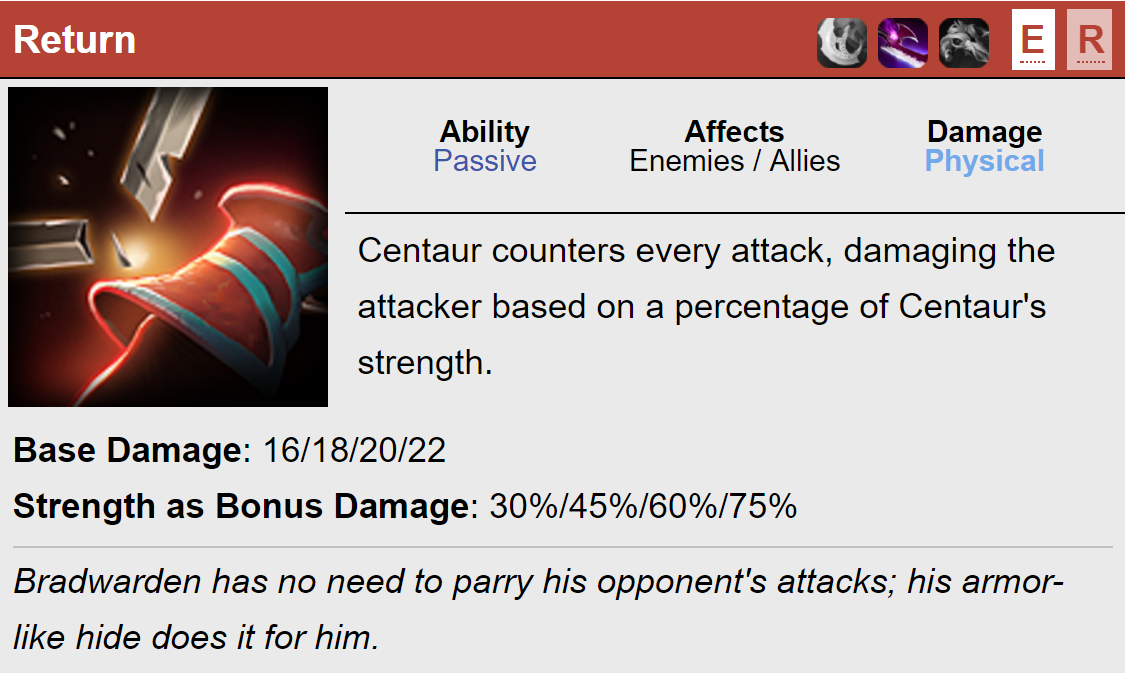 Return E R
Ability Affects Damage
Passive Enemies / Allies Physical
Centaur counters every attack, damaging the
attacker based on a percentage of Centaur's
strength.
Base Damage: 16/18/20/22
Strength as Bonus Damage: 30%/45%/60%/75%
Bradwarden has no need to parry his opponent's attacks; his armor-
like hide does it for him.